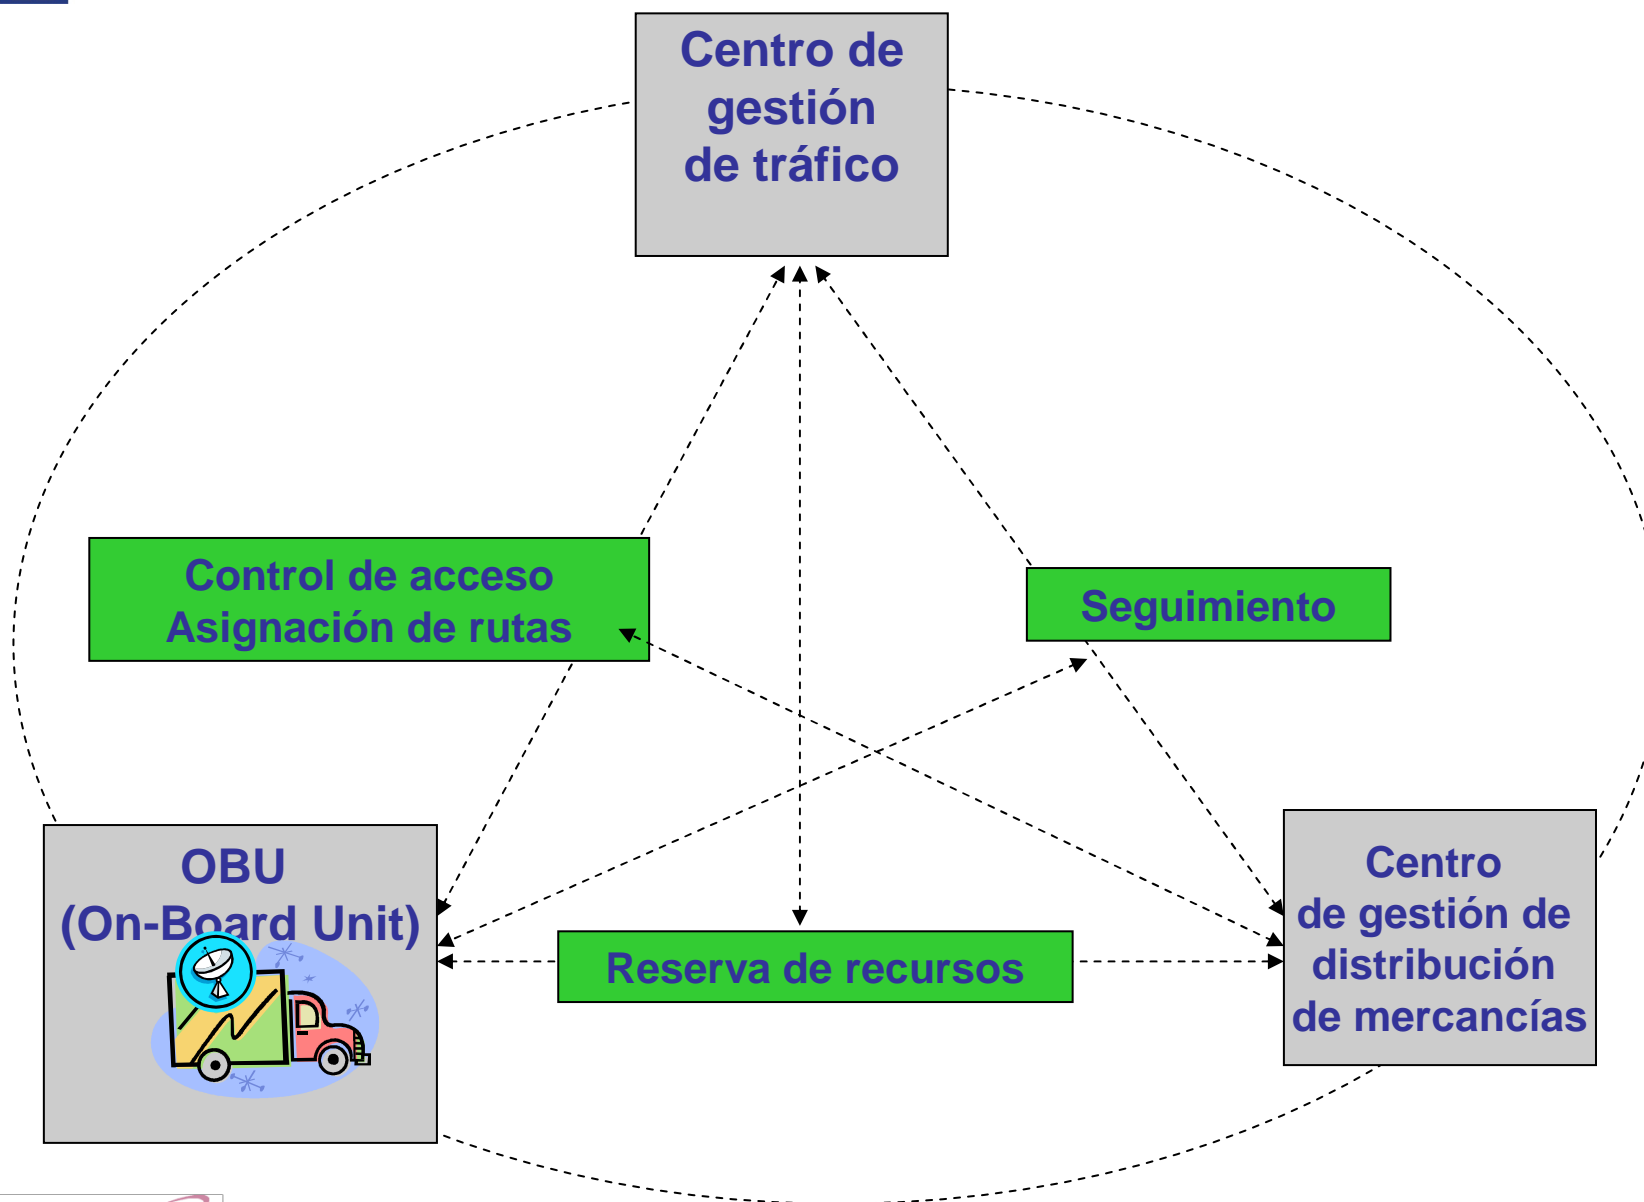 Centro de
gestión
de tráfico
Control de acceso
Asignación de rutas
Seguimiento
OBU
(On-Board Unit)
Reserva de recursos
Centro
de gestión de
distribución
de mercancías